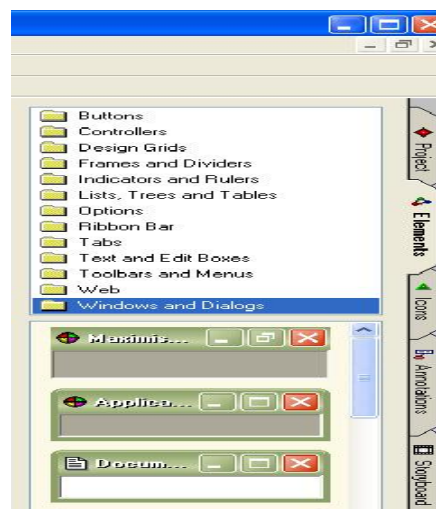 Buttons
Controllers
Design Grids
Frames and Dividers
Indicators and Rulers
Lists, Trees and Tables
Options
Ribbon Bar
Tabs
Text and Edit Boxes
Toolbars and Menus
Web
Windows and Dialogs
Maximis...
Applica...
Docum...
Project
Elements
Icons
Annotations
Storyboard